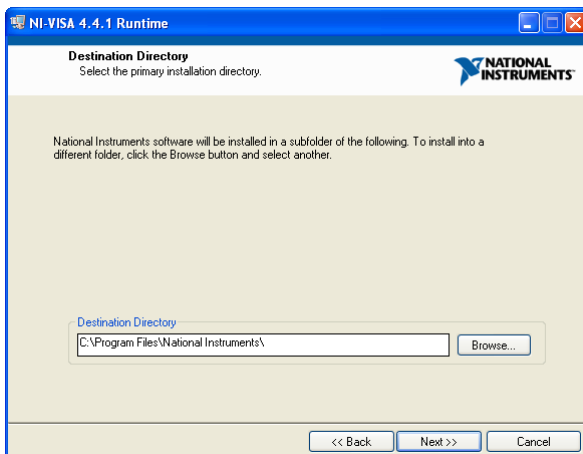 NI-VISA 4.4.1 Runtime
Destination Directory
Select the primary installation directory.
NATIONAL
INSTRUMENTS
National Instruments software will be installed in a subfolder of the following. To install into a
different folder, click the Browse button and select another.
Destination Directory
C:\Program Files\National Instruments\
Browse...
<< Back
Next >>
Cancel